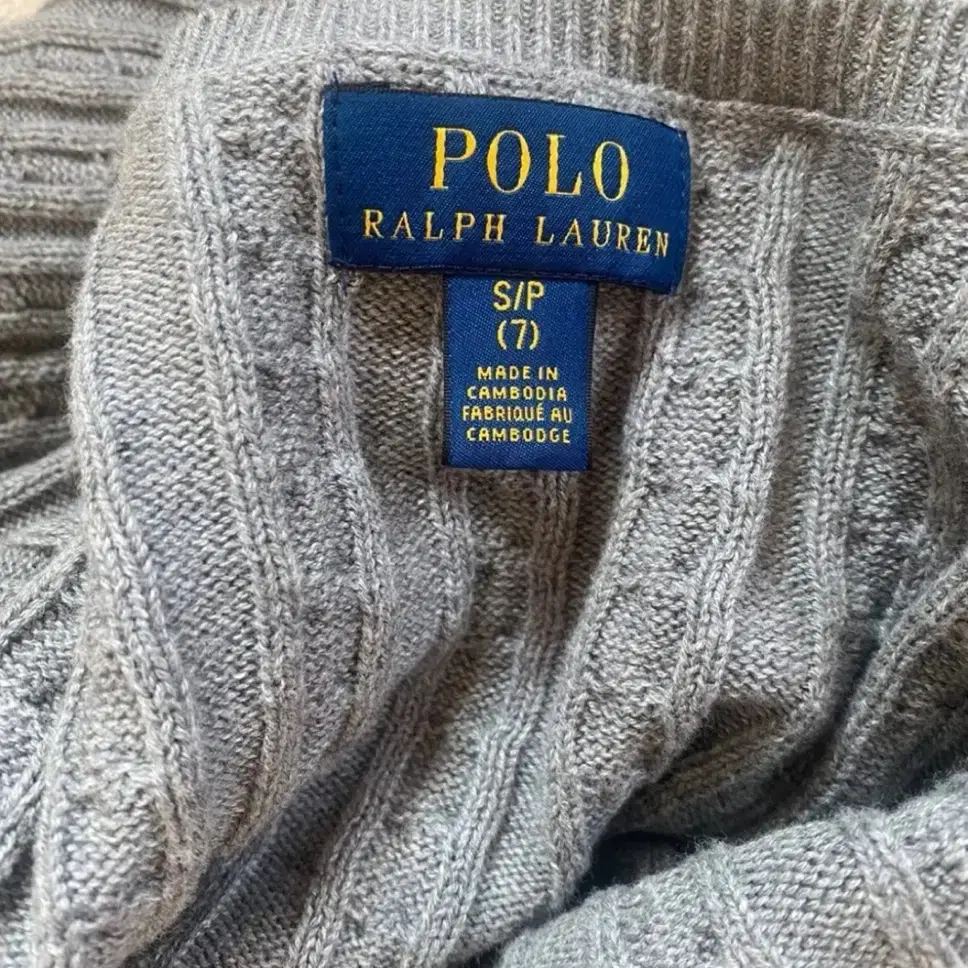 POLO
RALPH LAUREN
S/P
(7)
MADE IN
CAMBODIA
FABRIQUÉ AU
CAMBODGE